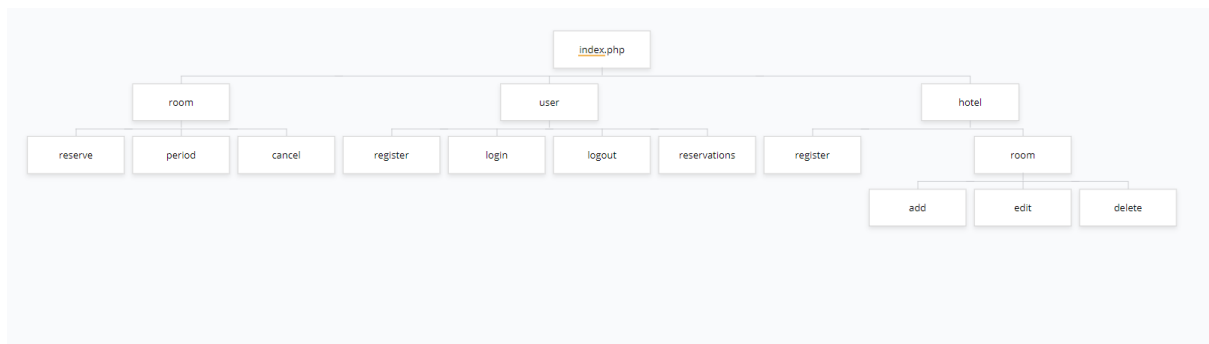 index.php
room
user
hotel
reserve
period
cancel
register
login
logout
reservations
register
room
add
edit
delete